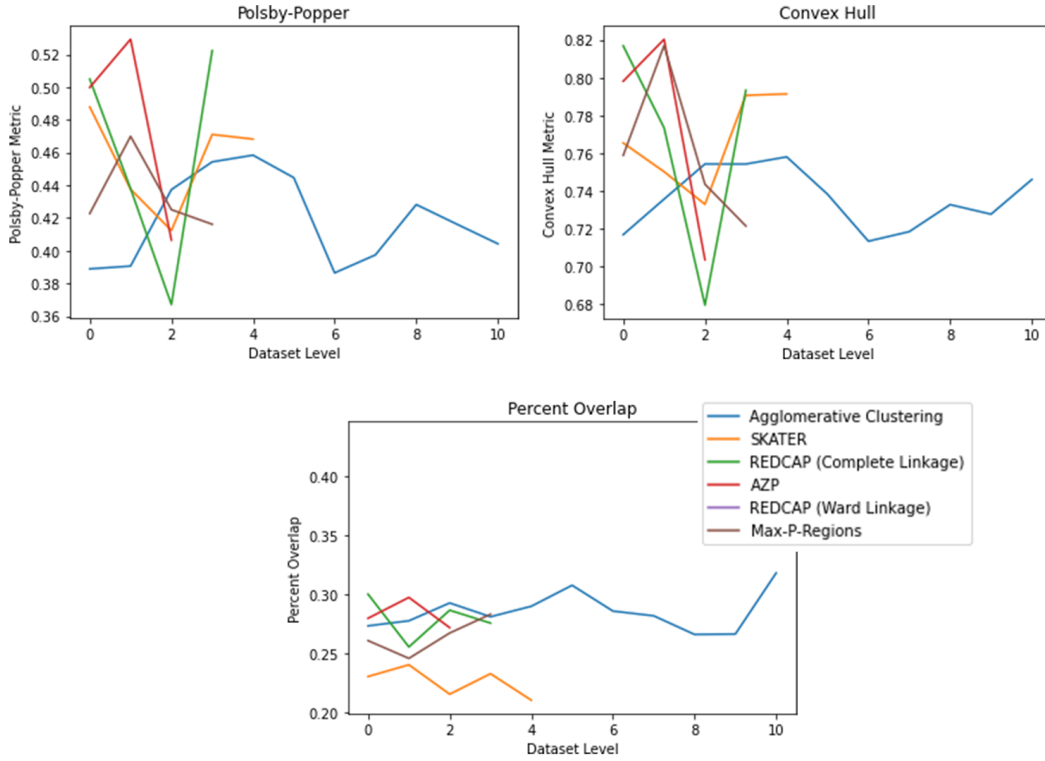 Polsby-Popper
Polsby-Popper Metric
0.52
0.50
0.48
0.46
0.44
0.42
0.40
0.38
0.36
0 2 4 6 8 10
Dataset Level
Convex Hull
Convex Hull Metric
0.82
0.80
0.78
0.76
0.74
0.72
0.70
0.68
0 2 4 6 8 10
Dataset Level
Percent Overlap
Percent Overlap
0.40
0.35
0.30
0.25
0.20
0 2 4 6 8 10
Dataset Level
Agglomerative Clustering
SKATER
REDCAP (Complete Linkage)
AZP
REDCAP (Ward Linkage)
Max-P-Regions